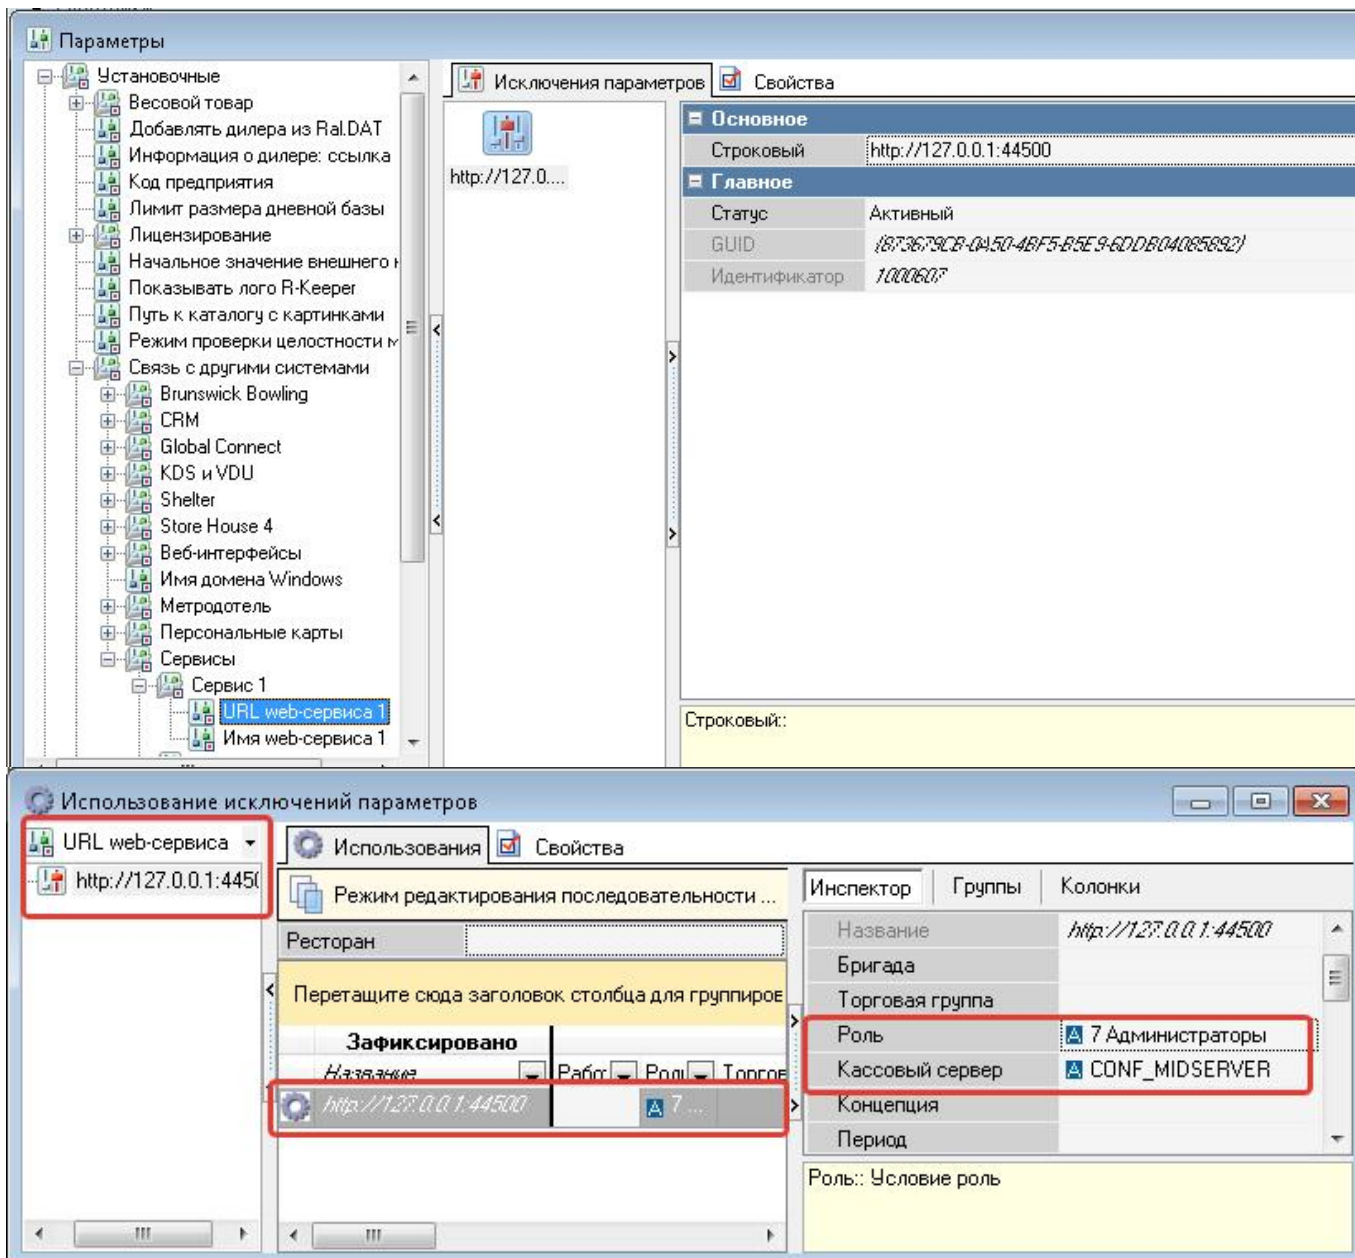 Параметры
Установочные
Весовой товар
Добавлять дилера из Ral.DAT
Информация о дилере: ссылка
Код предприятия
Лимит размера дневной базы
Лицензирование
Начальное значение внешнего
Показывать лого R-Keeper
Путь к каталогу с картинками
Режим проверки целостности
Связь с другими системами
Brunswick Bowling
CRM
Global Connect
KDS и VDU
Shelter
Store House 4
Веб-интерфейсы
Имя домена Windows
Метродотель
Персональные карты
Сервисы
Сервис 1
URL web-сервиса 1
Имя web-сервиса 1
Исключения параметров Свойства
http://127.0....
Основное
Строковый http://127.0.0.1:44500
Главное
Статус Активный
GUID
Идентификатор 1000607
Строковый::
Использование исключений параметров
URL web-сервиса
http://127.0.0.1:445(
Использования Свойства
Режим редактирования последовательности ...
Ресторан
Перетащите сюда заголовок столбца для группиров
Зафиксировано
Название Рабо Роль Торгов
http://127.0.0.1:44500 A 7 ...
Инспектор Группы Колонки
Название http://127.0.0.1:44500
Бригада
Торговая группа
Роль A 7 Администраторы
Кассовый сервер A CONF_MIDSERVER
Концепция
Период
Роль:: Условие роль